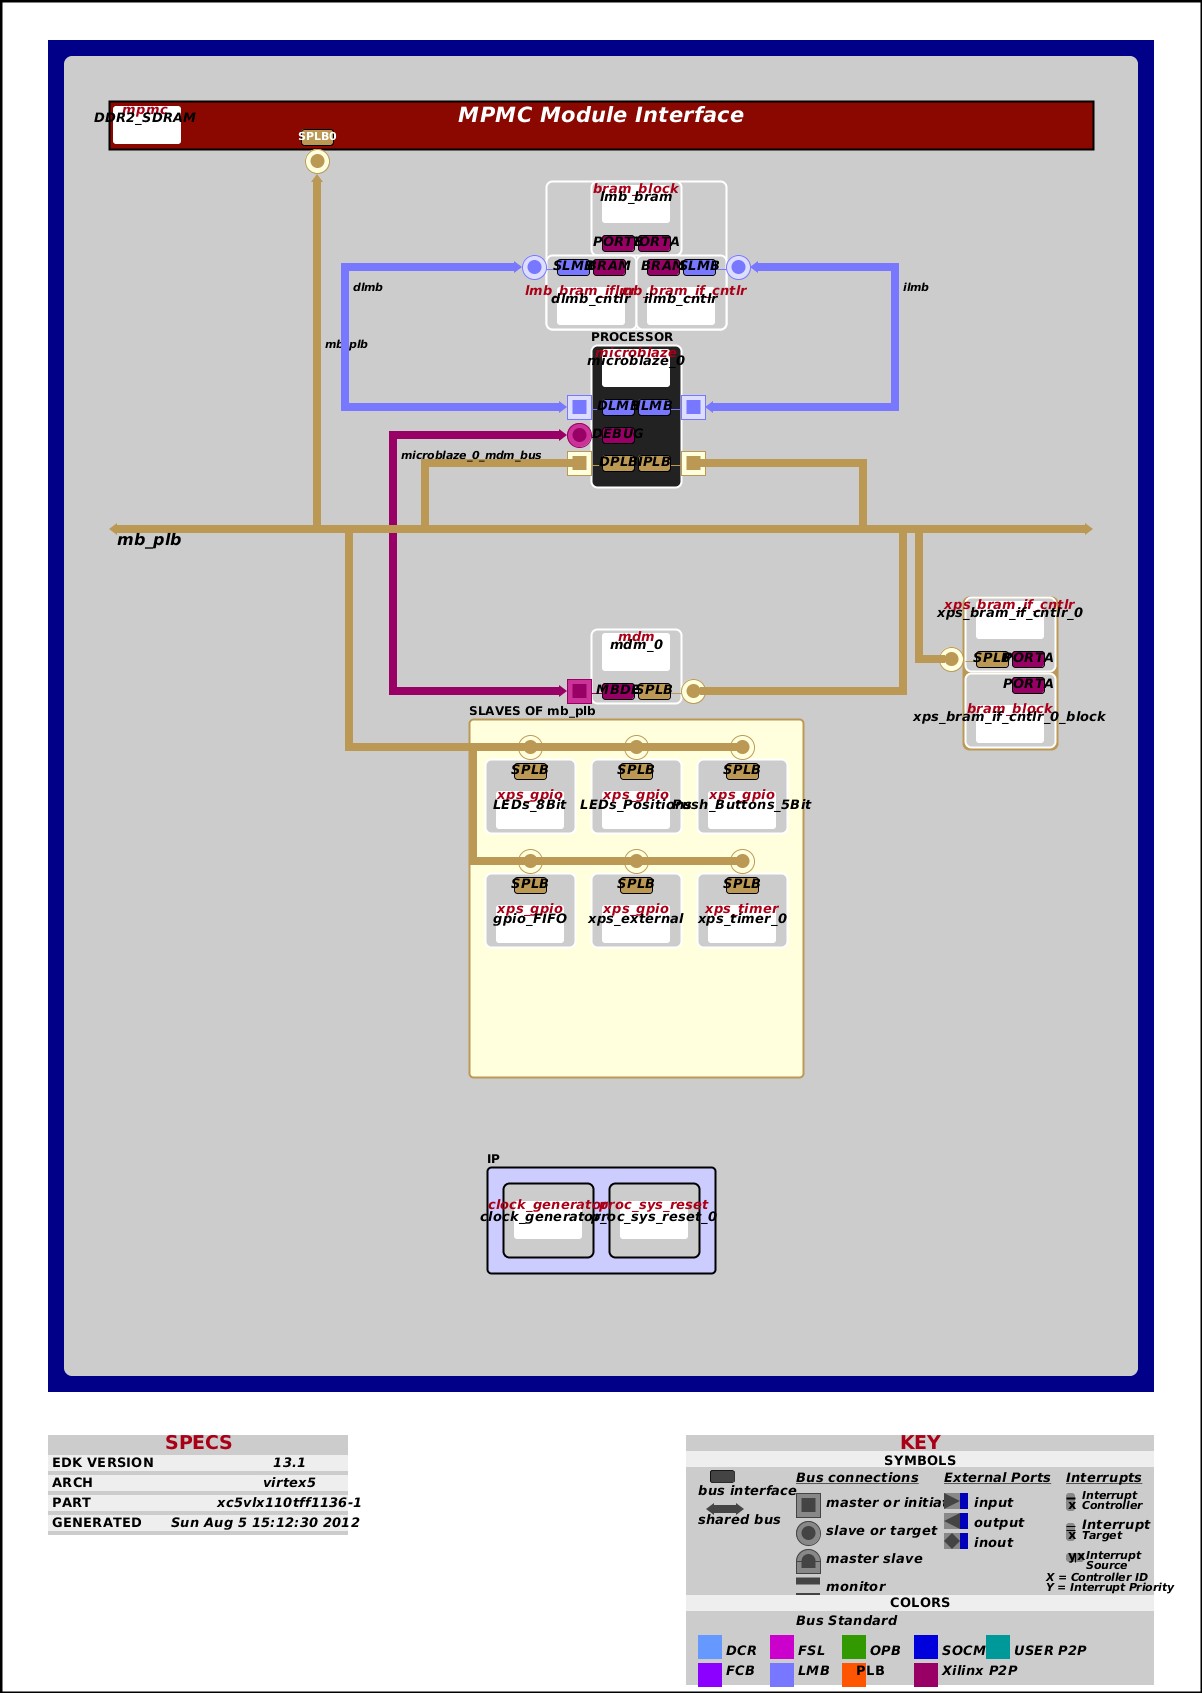 MPMC Module Interface
mpmc
DDR2_SDRAM
SPLB0
bram_block
lmb_bram
PORTB PORTA
SLMB BRAM BRAM SLMB
dlmb
ilmb
lmb_bram_if_cntlr lmb_bram_if_cntlr
dlmb_cntlr ilmb_cntlr
PROCESSOR
mb_plb
microblaze
microblaze_0
DLMB ILMB
DEBUG
microblaze_0_mdm_bus
DPLB IPLB
mb_plb
xps_bram_if_cntlr
xps_bram_if_cntlr_0
SPLB PORTA
mdm
mdm_0
MBDEBUG SPLB
PORTA
bram_block
xps_bram_if_cntlr_0_block
SLAVES OF mb_plb
SPLB SPLB SPLB
xps_gpio xps_gpio xps_gpio
LEDs_8Bit LEDs_Positions Push_Buttons_5Bit
SPLB SPLB SPLB
xps_gpio xps_gpio xps_timer
gpio_FIFO xps_external xps_timer_0
IP
clock_generator proc_sys_reset
clock_generator_0 proc_sys_reset_0
SPECS
EDK VERSION 13.1
ARCH virtex5
PART xc5vlx110tff1136-1
GENERATED Sun Aug 5 15:12:30 2012
KEY
SYMBOLS
bus interface
shared bus
Bus connections
master or initiator
slave or target
master slave
monitor
External Ports
input
output
inout
Interrupts
Interrupt
Controller
x
Interrupt
Target
x
yx Interrupt
Source
X = Controller ID
Y = Interrupt Priority
COLORS
Bus Standard
DCR FSL OPB SOCM USER P2P
FCB LMB PLB Xilinx P2P